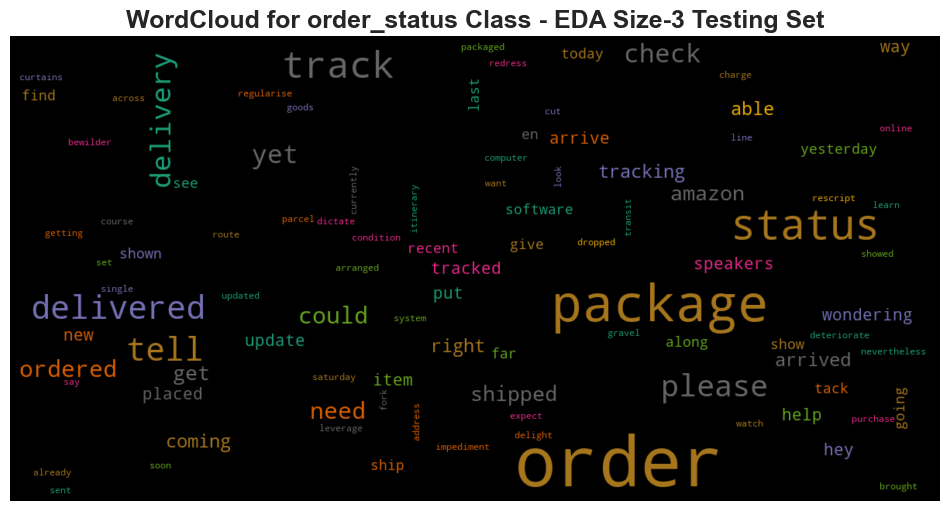 WordCloud for order_status Class - EDA Size-3 Testing Set
packaged
today
way
track
check
redress
curtains
delivery
last
charge
find
across
regularise
goods
able
cut
en
arrive
line
online
bewilder
yet
yesterday
computer
tracking
see
currently
want
look
amazon
rescript
itinerary
software
transit
learn
course
parcel
dictate
status
getting
route
condition
recent
give
dropped
shown
set
arranged
tracked
speakers
showed
single
updated
put
package
delivered
could
system
wondering
new
tell
update
right
far
gravel
along
show
deteriorate
nevertheless
ordered
say
get
saturday
item
arrived
placed
fork
shipped
please
tack
need
leverage
address
expect
help
purchase
going
watch
coming
delight
impediment
order
hey
already
soon
ship
sent
brought